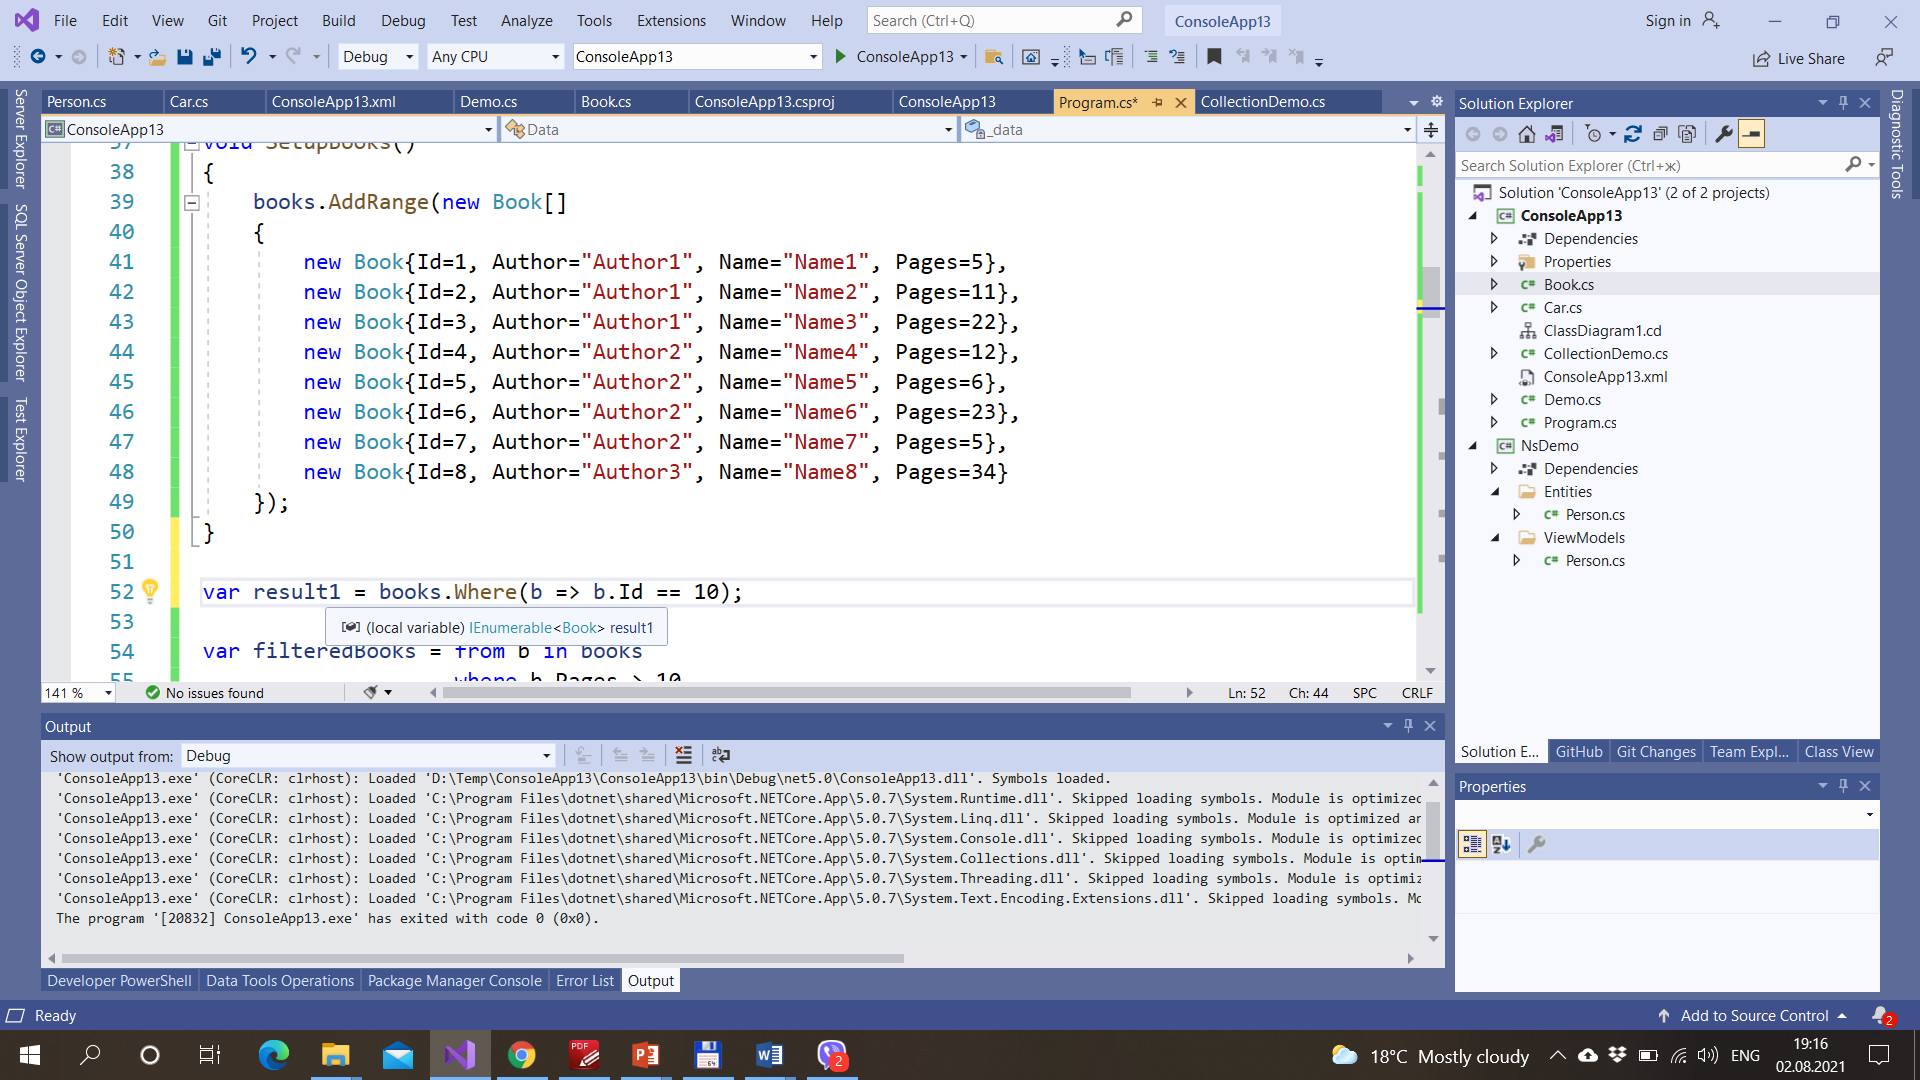 File Edit View Git Project Build Debug Test Analyze Tools Extensions Window Help Search (Ctrl+Q) ConsoleApp13 Sign in
Debug Any CPU ConsoleApp13 ConsoleApp13 Live Share
Person.cs Car.cs ConsoleApp13.xml Demo.cs Book.cs ConsoleApp13.csproj ConsoleApp13 Program.cs* CollectionDemo.cs
ConsoleApp13 Data _data
Server Explorer
SQL Server Object Explorer
Test Explorer
37 void SetupBooks()
38 {
39 books.AddRange(new Book[]
40 {
41 new Book{Id=1, Author="Author1", Name="Name1", Pages=5},
42 new Book{Id=2, Author="Author1", Name="Name2", Pages=11},
43 new Book{Id=3, Author="Author1", Name="Name3", Pages=22},
44 new Book{Id=4, Author="Author2", Name="Name4", Pages=12},
45 new Book{Id=5, Author="Author2", Name="Name5", Pages=6},
46 new Book{Id=6, Author="Author2", Name="Name6", Pages=23},
47 new Book{Id=7, Author="Author2", Name="Name7", Pages=5},
48 new Book{Id=8, Author="Author3", Name="Name8", Pages=34}
49 });
50 }
51
52 var result1 = books.Where(b => b.Id == 10);
53
(local variable) IEnumerable<Book> result1
54 var filteredBooks = from b in books
55 where b.Pages > 10
141 % No issues found Ln: 52 Ch: 44 SPC CRLF
Output
Show output from: Debug
'ConsoleApp13.exe' (CoreCLR: clrhost): Loaded 'D:\Temp\ConsoleApp13\ConsoleApp13\bin\Debug\net5.0\ConsoleApp13.dll'. Symbols loaded.
'ConsoleApp13.exe' (CoreCLR: clrhost): Loaded 'C:\Program Files\dotnet\shared\Microsoft.NETCore.App\5.0.7\System.Runtime.dll'. Skipped loading symbols. Module is optimized
'ConsoleApp13.exe' (CoreCLR: clrhost): Loaded 'C:\Program Files\dotnet\shared\Microsoft.NETCore.App\5.0.7\System.Linq.dll'. Skipped loading symbols. Module is optimized an
'ConsoleApp13.exe' (CoreCLR: clrhost): Loaded 'C:\Program Files\dotnet\shared\Microsoft.NETCore.App\5.0.7\System.Console.dll'. Skipped loading symbols. Module is optimized
'ConsoleApp13.exe' (CoreCLR: clrhost): Loaded 'C:\Program Files\dotnet\shared\Microsoft.NETCore.App\5.0.7\System.Collections.dll'. Skipped loading symbols. Module is optim
'ConsoleApp13.exe' (CoreCLR: clrhost): Loaded 'C:\Program Files\dotnet\shared\Microsoft.NETCore.App\5.0.7\System.Threading.dll'. Skipped loading symbols. Module is optimiz
'ConsoleApp13.exe' (CoreCLR: clrhost): Loaded 'C:\Program Files\dotnet\shared\Microsoft.NETCore.App\5.0.7\System.Text.Encoding.Extensions.dll'. Skipped loading symbols. Mo
The program '[20832] ConsoleApp13.exe' has exited with code 0 (0x0).
Developer PowerShell Data Tools Operations Package Manager Console Error List Output
Solution Explorer
Search Solution Explorer (Ctrl+ж)
Solution 'ConsoleApp13' (2 of 2 projects)
ConsoleApp13
Dependencies
Properties
Book.cs
Car.cs
ClassDiagram1.cd
CollectionDemo.cs
ConsoleApp13.xml
Demo.cs
Program.cs
NsDemo
Dependencies
Entities
Person.cs
ViewModels
Person.cs
Solution E... GitHub Git Changes Team Expl... Class View
Properties
Diagnostic Tools
Ready Add to Source Control 2
18°C Mostly cloudy ENG 19:16
02.08.2021
PDF
64
2